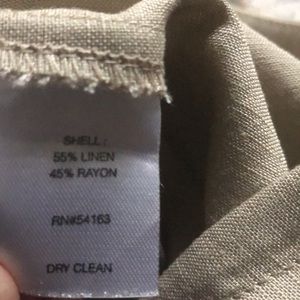 SHELL:
55% LINEN
45% RAYON
RN#54163
DRY CLEAN